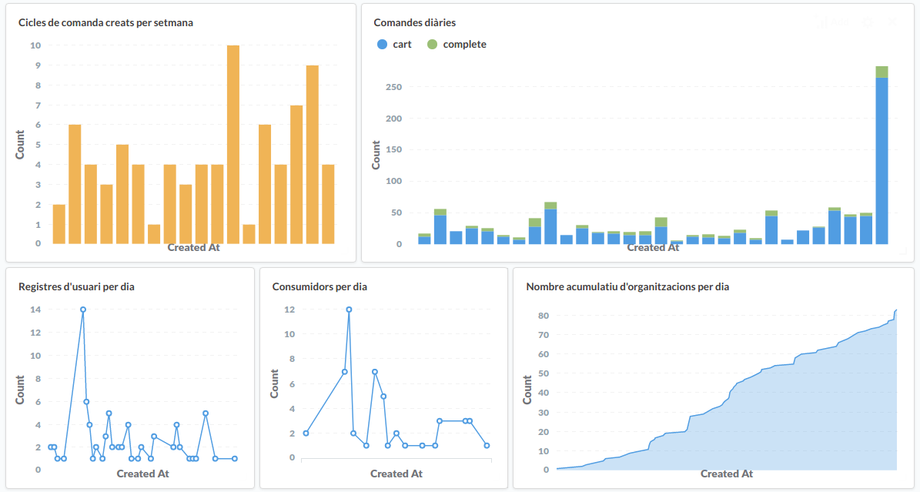 Cicles de comanda creats per setmana
10
9
8
7
6
5
4
3
2
1
0
Count
Created At
Comandes diàries
cart
complete
250
200
150
100
50
0
Count
Created At
Registres d'usuari per dia
14
12
10
8
6
4
2
0
Count
Created At
Consumidors per dia
12
10
8
6
4
2
0
Count
Created At
Nombre acumulatiu d'organitzacions per dia
80
70
60
50
40
30
20
10
0
Count
Created At